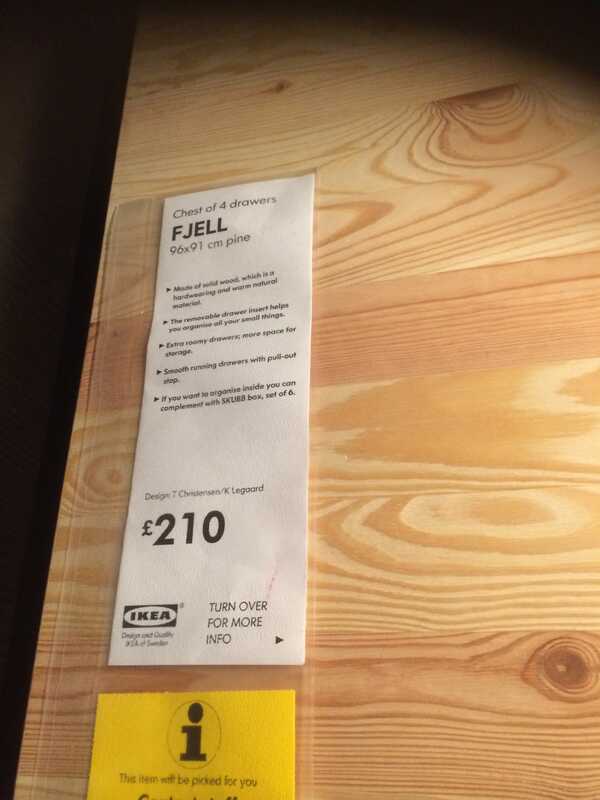 Chest of 4 drawers
FJELL
96x91 cm pine
▶ Made of solid wood, which is a
hardwearing and warm natural
material.
▶ The removable drawer insert helps
you organise all your small things.
▶ Extra roomy drawers; more space for
storage.
▶ Smooth running drawers with pull-out
stop.
▶ If you want to organise inside you can
complement with SKUBB box, set of 6.
Design: T Christensen/K Legaard
£210
IKEA®
Design and Quality
IKEA of Sweden
TURN OVER
FOR MORE
INFO ▶
i
This item will be picked for you